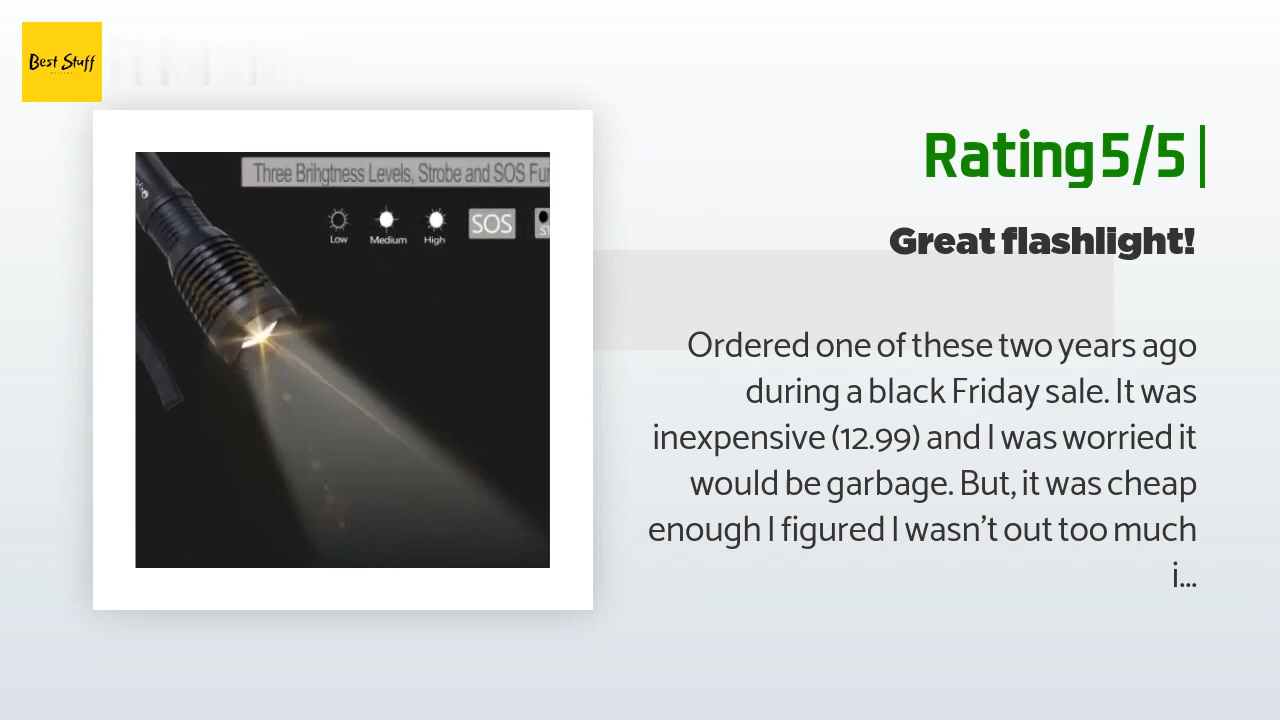 Best Stuff
Rating 5/5
Great flashlight!
Ordered one of these two years ago
during a black Friday sale. It was
inexpensive (12.99) and I was worried it
would be garbage. But, it was cheap
enough I figured I wasn't out too much
i...
Three Brihgtness Levels, Strobe and SOS Fu
Low Medium High SOS ST